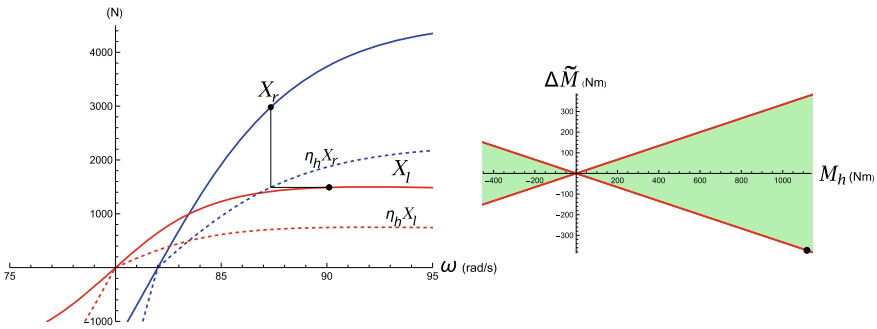 (N)
4000
3000
2000
1000
-1000
75
85
90
95
ω (rad/s)
X_r
η_h X_r
X_l
η_h X_l
ΔM̃ (Nm)
300
200
100
-100
-200
-300
-400
-200
200
400
600
800
1000
M_h (Nm)